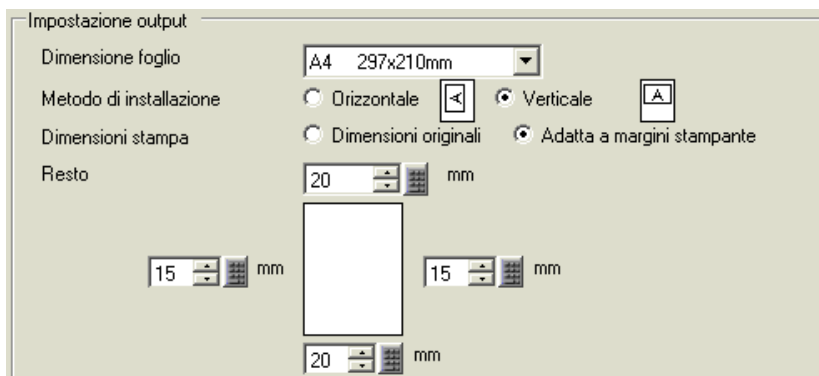 Impostazione output
Dimensione foglio A4 297x210mm
Metodo di installazione Orizzontale A Verticale A
Dimensioni stampa Dimensioni originali Adatta a margini stampante
Resto 20 mm
15 mm 15 mm
20 mm